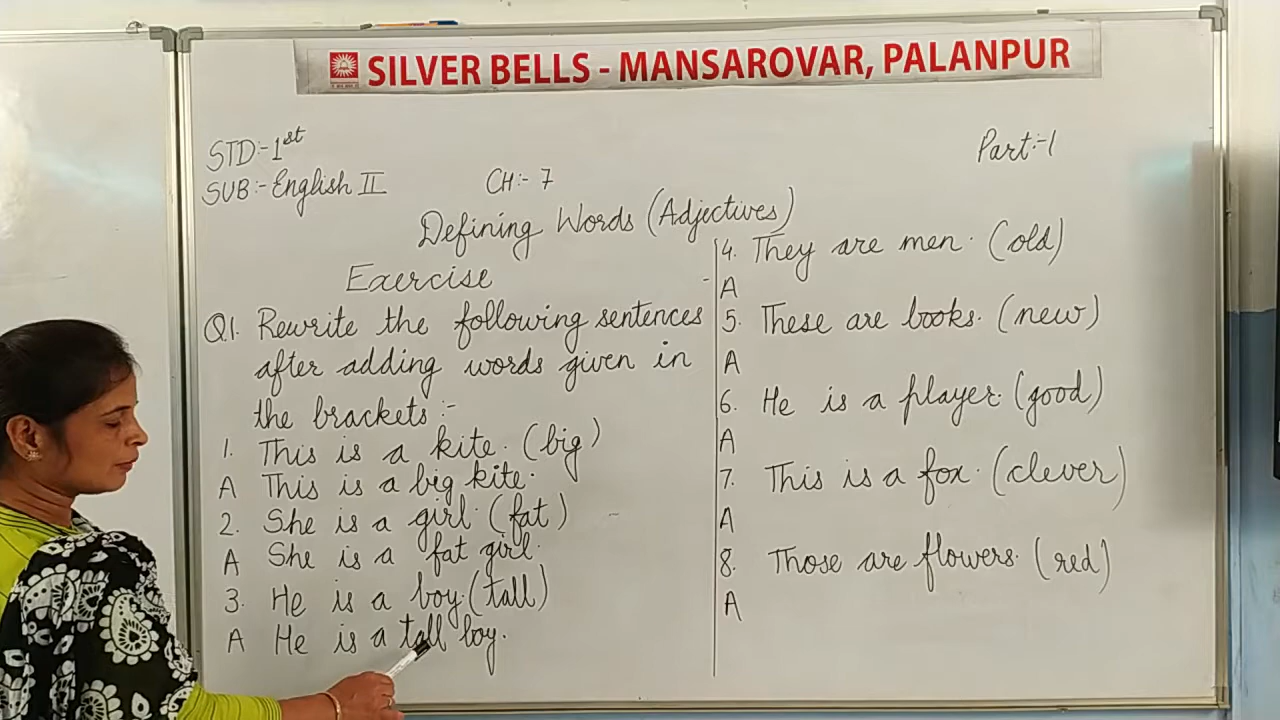 SILVER BELLS - MANSAROVAR, PALANPUR
STD:-1st
Part:-1
SUB:- English II
CH:- 7
Defining Words (Adjectives)
Exercise
Q1. Rewrite the following sentences
after adding words given in
the brackets:-
1. This is a kite. (big)
A This is a big kite.
2. She is a girl. (fat)
A She is a fat girl.
3. He is a boy. (tall)
A He is a tall boy.
4. They are men. (old)
A
5. These are books. (new)
A
6. He is a player. (good)
A
7. This is a fox. (clever)
A
8. Those are flowers. (red)
A